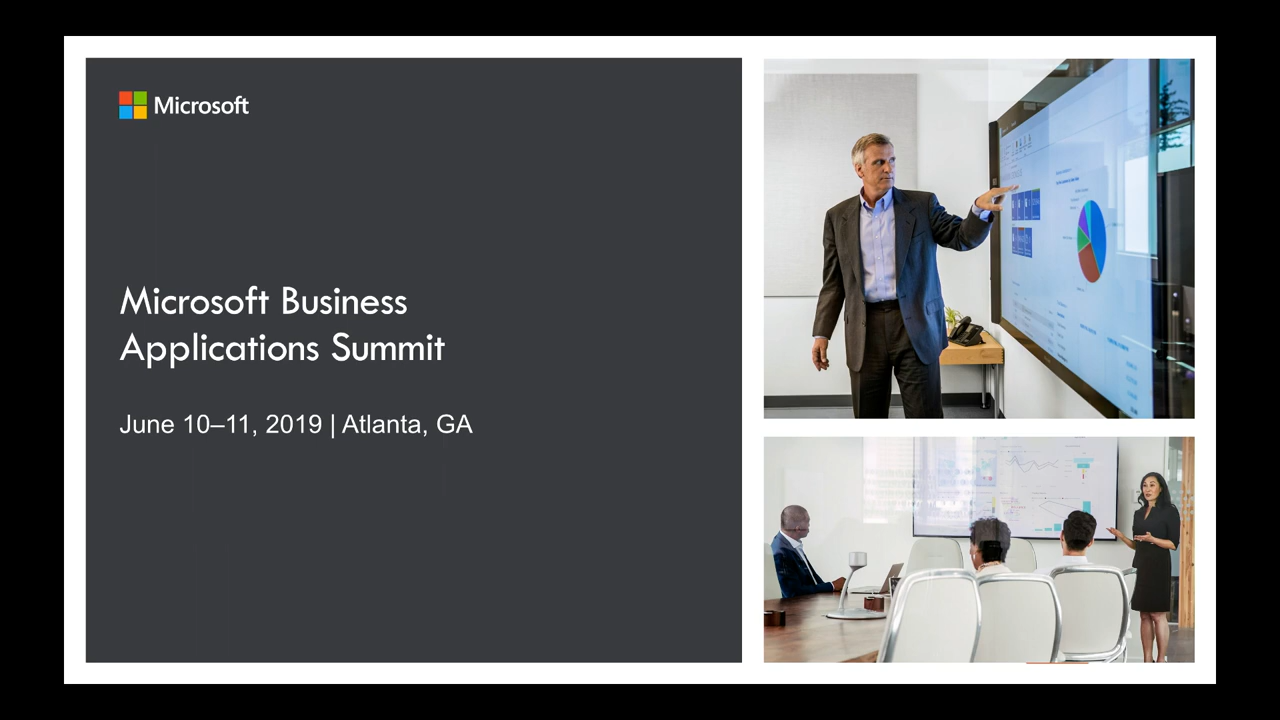 Microsoft
Microsoft Business
Applications Summit
June 10–11, 2019 | Atlanta, GA